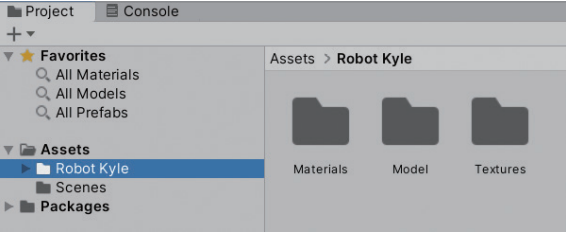 Project
Console
Favorites
All Materials
All Models
All Prefabs
Assets
Robot Kyle
Scenes
Packages
Assets > Robot Kyle
Materials
Model
Textures